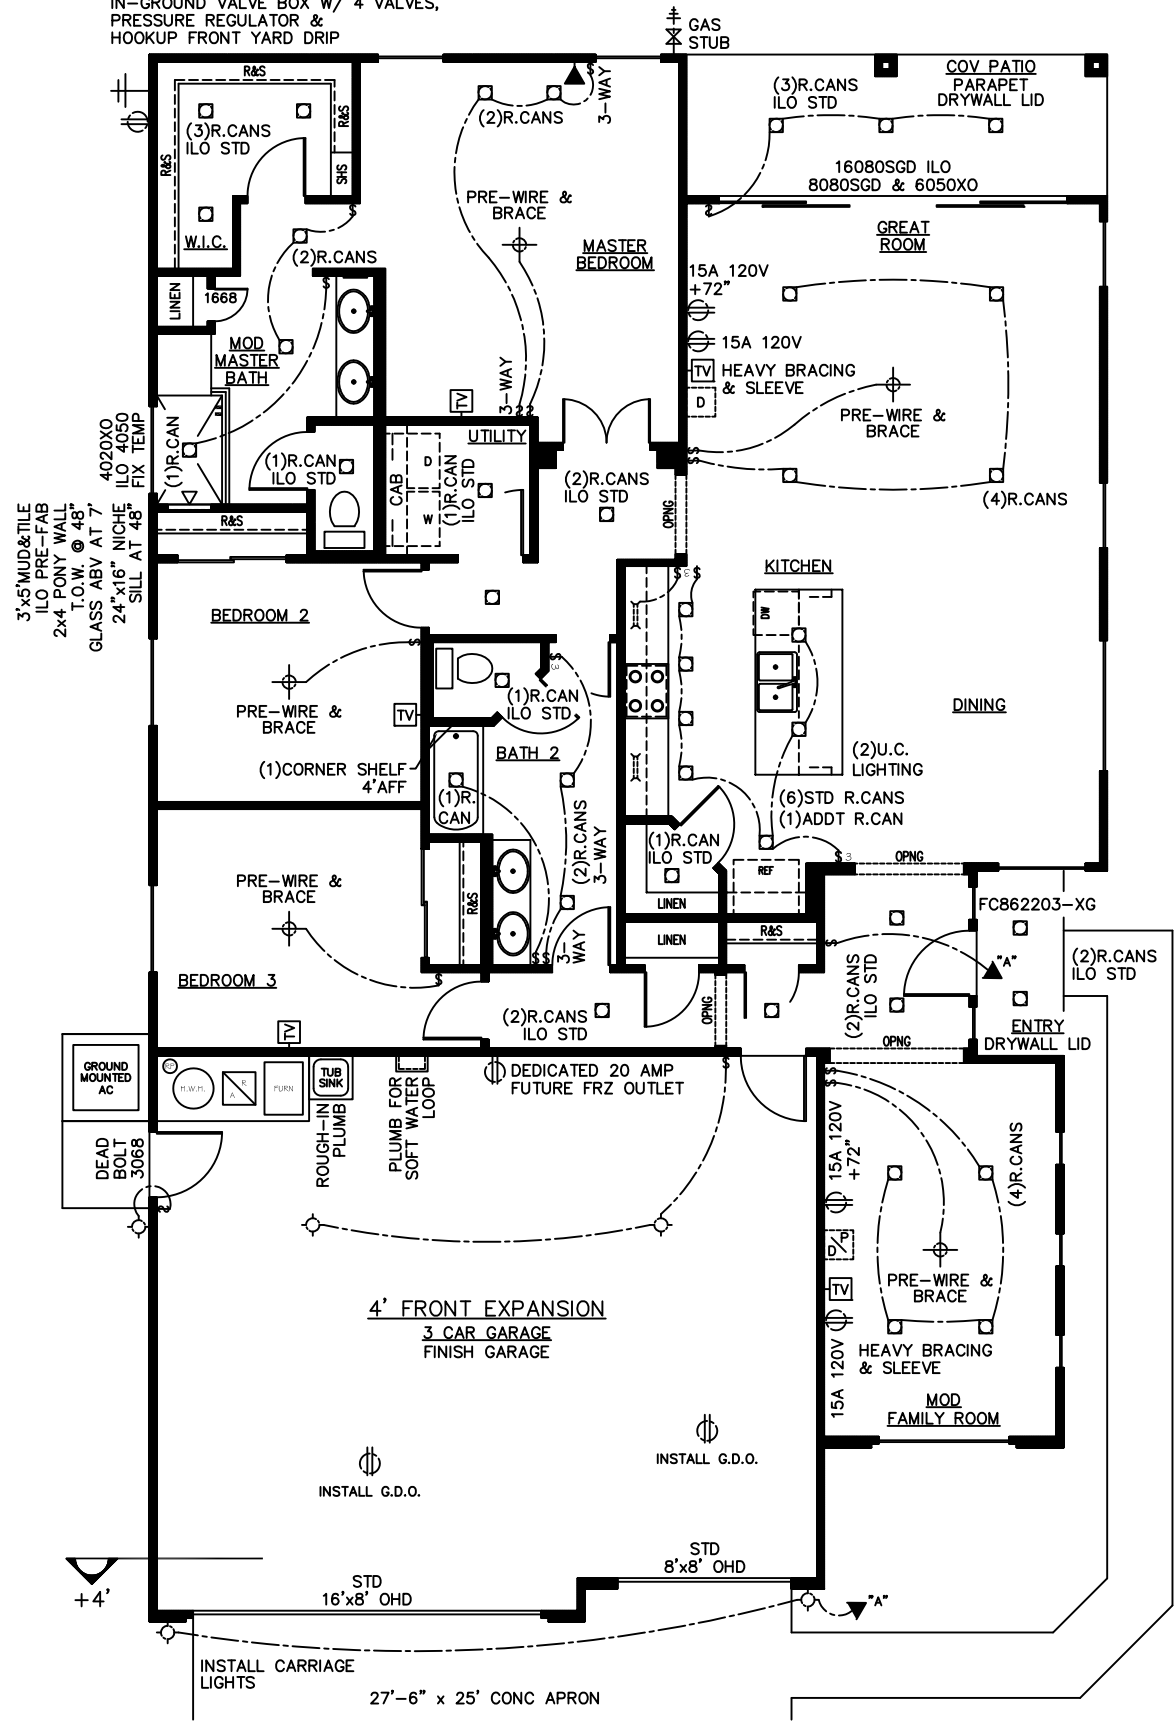 IN-GROUND VALVE BOX W/ 4 VALVES,
PRESSURE REGULATOR &
HOOKUP FRONT YARD DRIP
GAS
STUB
R&S
R&S
R&S
SHS
(3)R.CANS
ILO STD
W.I.C.
(2)R.CANS
3-WAY
PRE-WIRE &
BRACE
MASTER
BEDROOM
COV PATIO
PARAPET
DRYWALL LID
(3)R.CANS
ILO STD
16080SGD ILO
8080SGD & 6050XO
GREAT
ROOM
(2)R.CANS
LINEN
1668
MOD
MASTER
BATH
15A 120V
+72"
15A 120V
TV
HEAVY BRACING
& SLEEVE
D
PRE-WIRE &
BRACE
(4)R.CANS
3-WAY
TV
4020XO
ILO 4050
FIX TEMP
(1)R.CAN
(1)R.CAN
ILO STD
UTILITY
CAB
D
W
(1)R.CAN
ILO STD
(2)R.CANS
ILO STD
OPNG
R&S
3'x5'MUD&TILE
ILO PRE-FAB
2x4 PONY WALL
T.O.W. @ 48"
GLASS ABV AT 7'
24"x16" NICHE
SILL AT 48"
BEDROOM 2
PRE-WIRE &
BRACE
TV
(1)CORNER SHELF
4'AFF
3
(1)R.CAN
ILO STD
BATH 2
(1)R.
CAN
(2)R.CANS
3-WAY
3-WAY
3
KITCHEN
DW
DINING
(2)U.C.
LIGHTING
(6)STD R.CANS
(1)ADDT R.CAN
3
(1)R.CAN
ILO STD
REF
OPNG
LINEN
LINEN
R&S
PRE-WIRE &
BRACE
R&S
BEDROOM 3
TV
(2)R.CANS
ILO STD
OPNG
(2)R.CANS
ILO STD
OPNG
FC862203-XG
"A"
(2)R.CANS
ILO STD
ENTRY
DRYWALL LID
GROUND
MOUNTED
AC
H.W.H.
R
A
FURN
TUB
SINK
ROUGH-IN
PLUMB
PLUMB FOR
SOFT WATER
LOOP
DEDICATED 20 AMP
FUTURE FRZ OUTLET
DEAD
BOLT
3068
15A 120V
+72"
(4)R.CANS
D/P
TV
PRE-WIRE &
BRACE
HEAVY BRACING
& SLEEVE
15A 120V
MOD
FAMILY ROOM
4' FRONT EXPANSION
3 CAR GARAGE
FINISH GARAGE
INSTALL G.D.O.
INSTALL G.D.O.
STD
8'x8' OHD
STD
16'x8' OHD
+4'
"A"
INSTALL CARRIAGE
LIGHTS
27'-6" x 25' CONC APRON